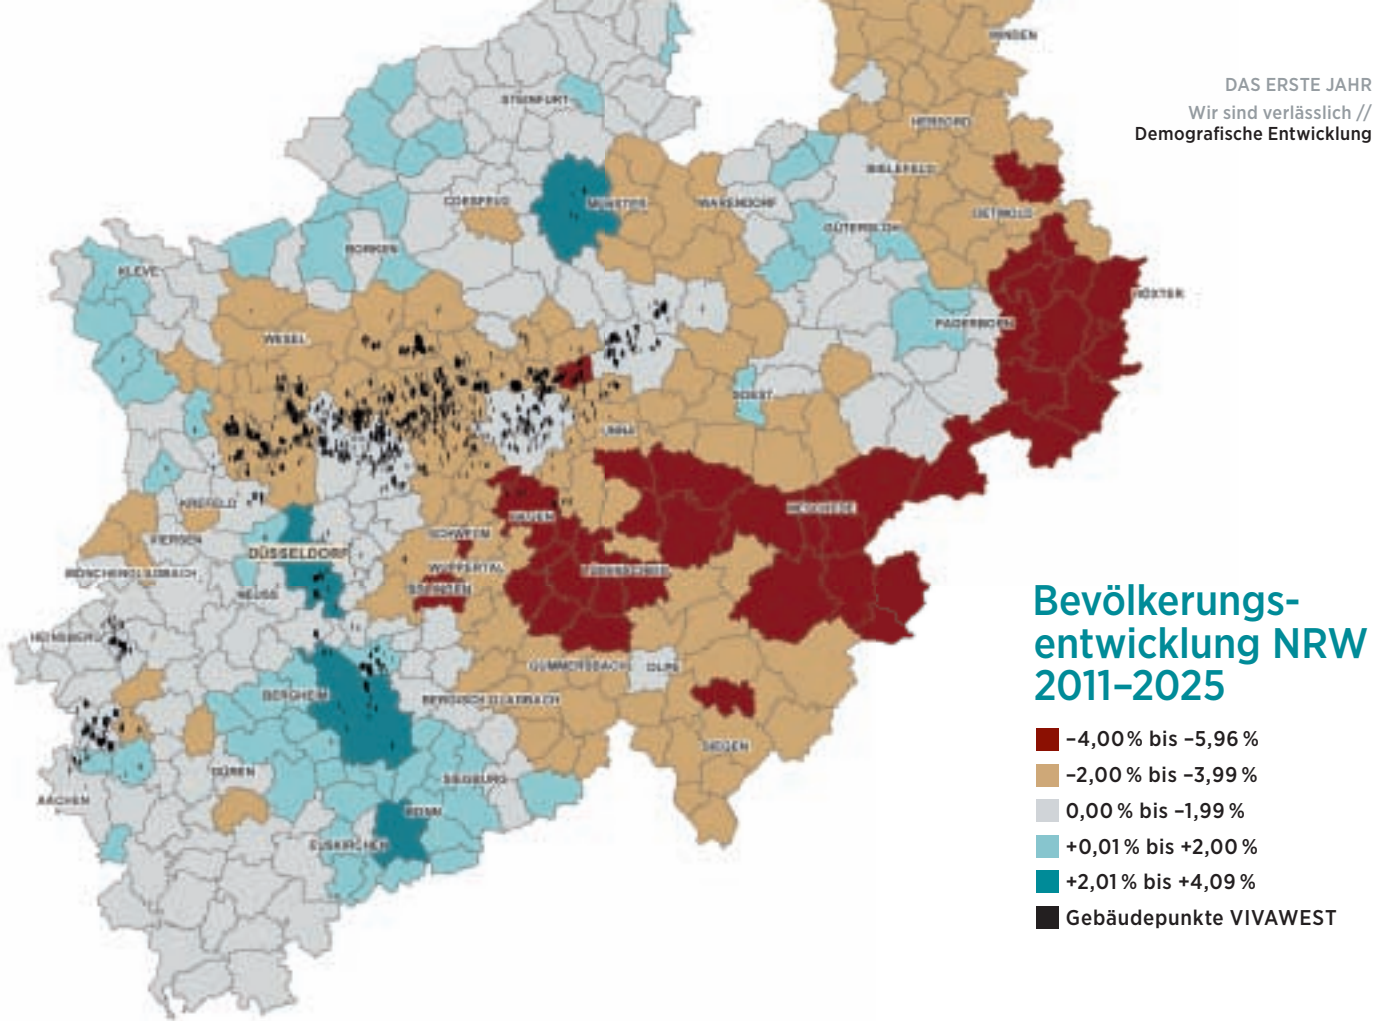 DAS ERSTE JAHR
Wir sind verlässlich //
Demografische Entwicklung
MINDEN
STEINFURT
HERFORD
BIELEFELD
COESFELD
MÜNSTER
WARENDORF
DETMOLD
GÜTERSLOH
BORKEN
KLEVE
HÖXTER
PADERBORN
WESEL
SOEST
UNNA
KREFELD
MESCHEDE
HAGEN
SCHWELM
VIERSEN
DÜSSELDORF
WUPPERTAL
LÜDENSCHEID
MÖNCHENGLADBACH
SOLINGEN
NEUSS
HEINSBERG
GUMMERSBACH
OLPE
BERGHEIM
BERGISCH GLADBACH
SIEGEN
DÜREN
SIEGBURG
AACHEN
BONN
EUSKIRCHEN
Bevölkerungs-
entwicklung NRW
2011–2025
–4,00 % bis –5,96 %
–2,00 % bis –3,99 %
0,00 % bis –1,99 %
+0,01 % bis +2,00 %
+2,01 % bis +4,09 %
Gebäudepunkte VIVAWEST